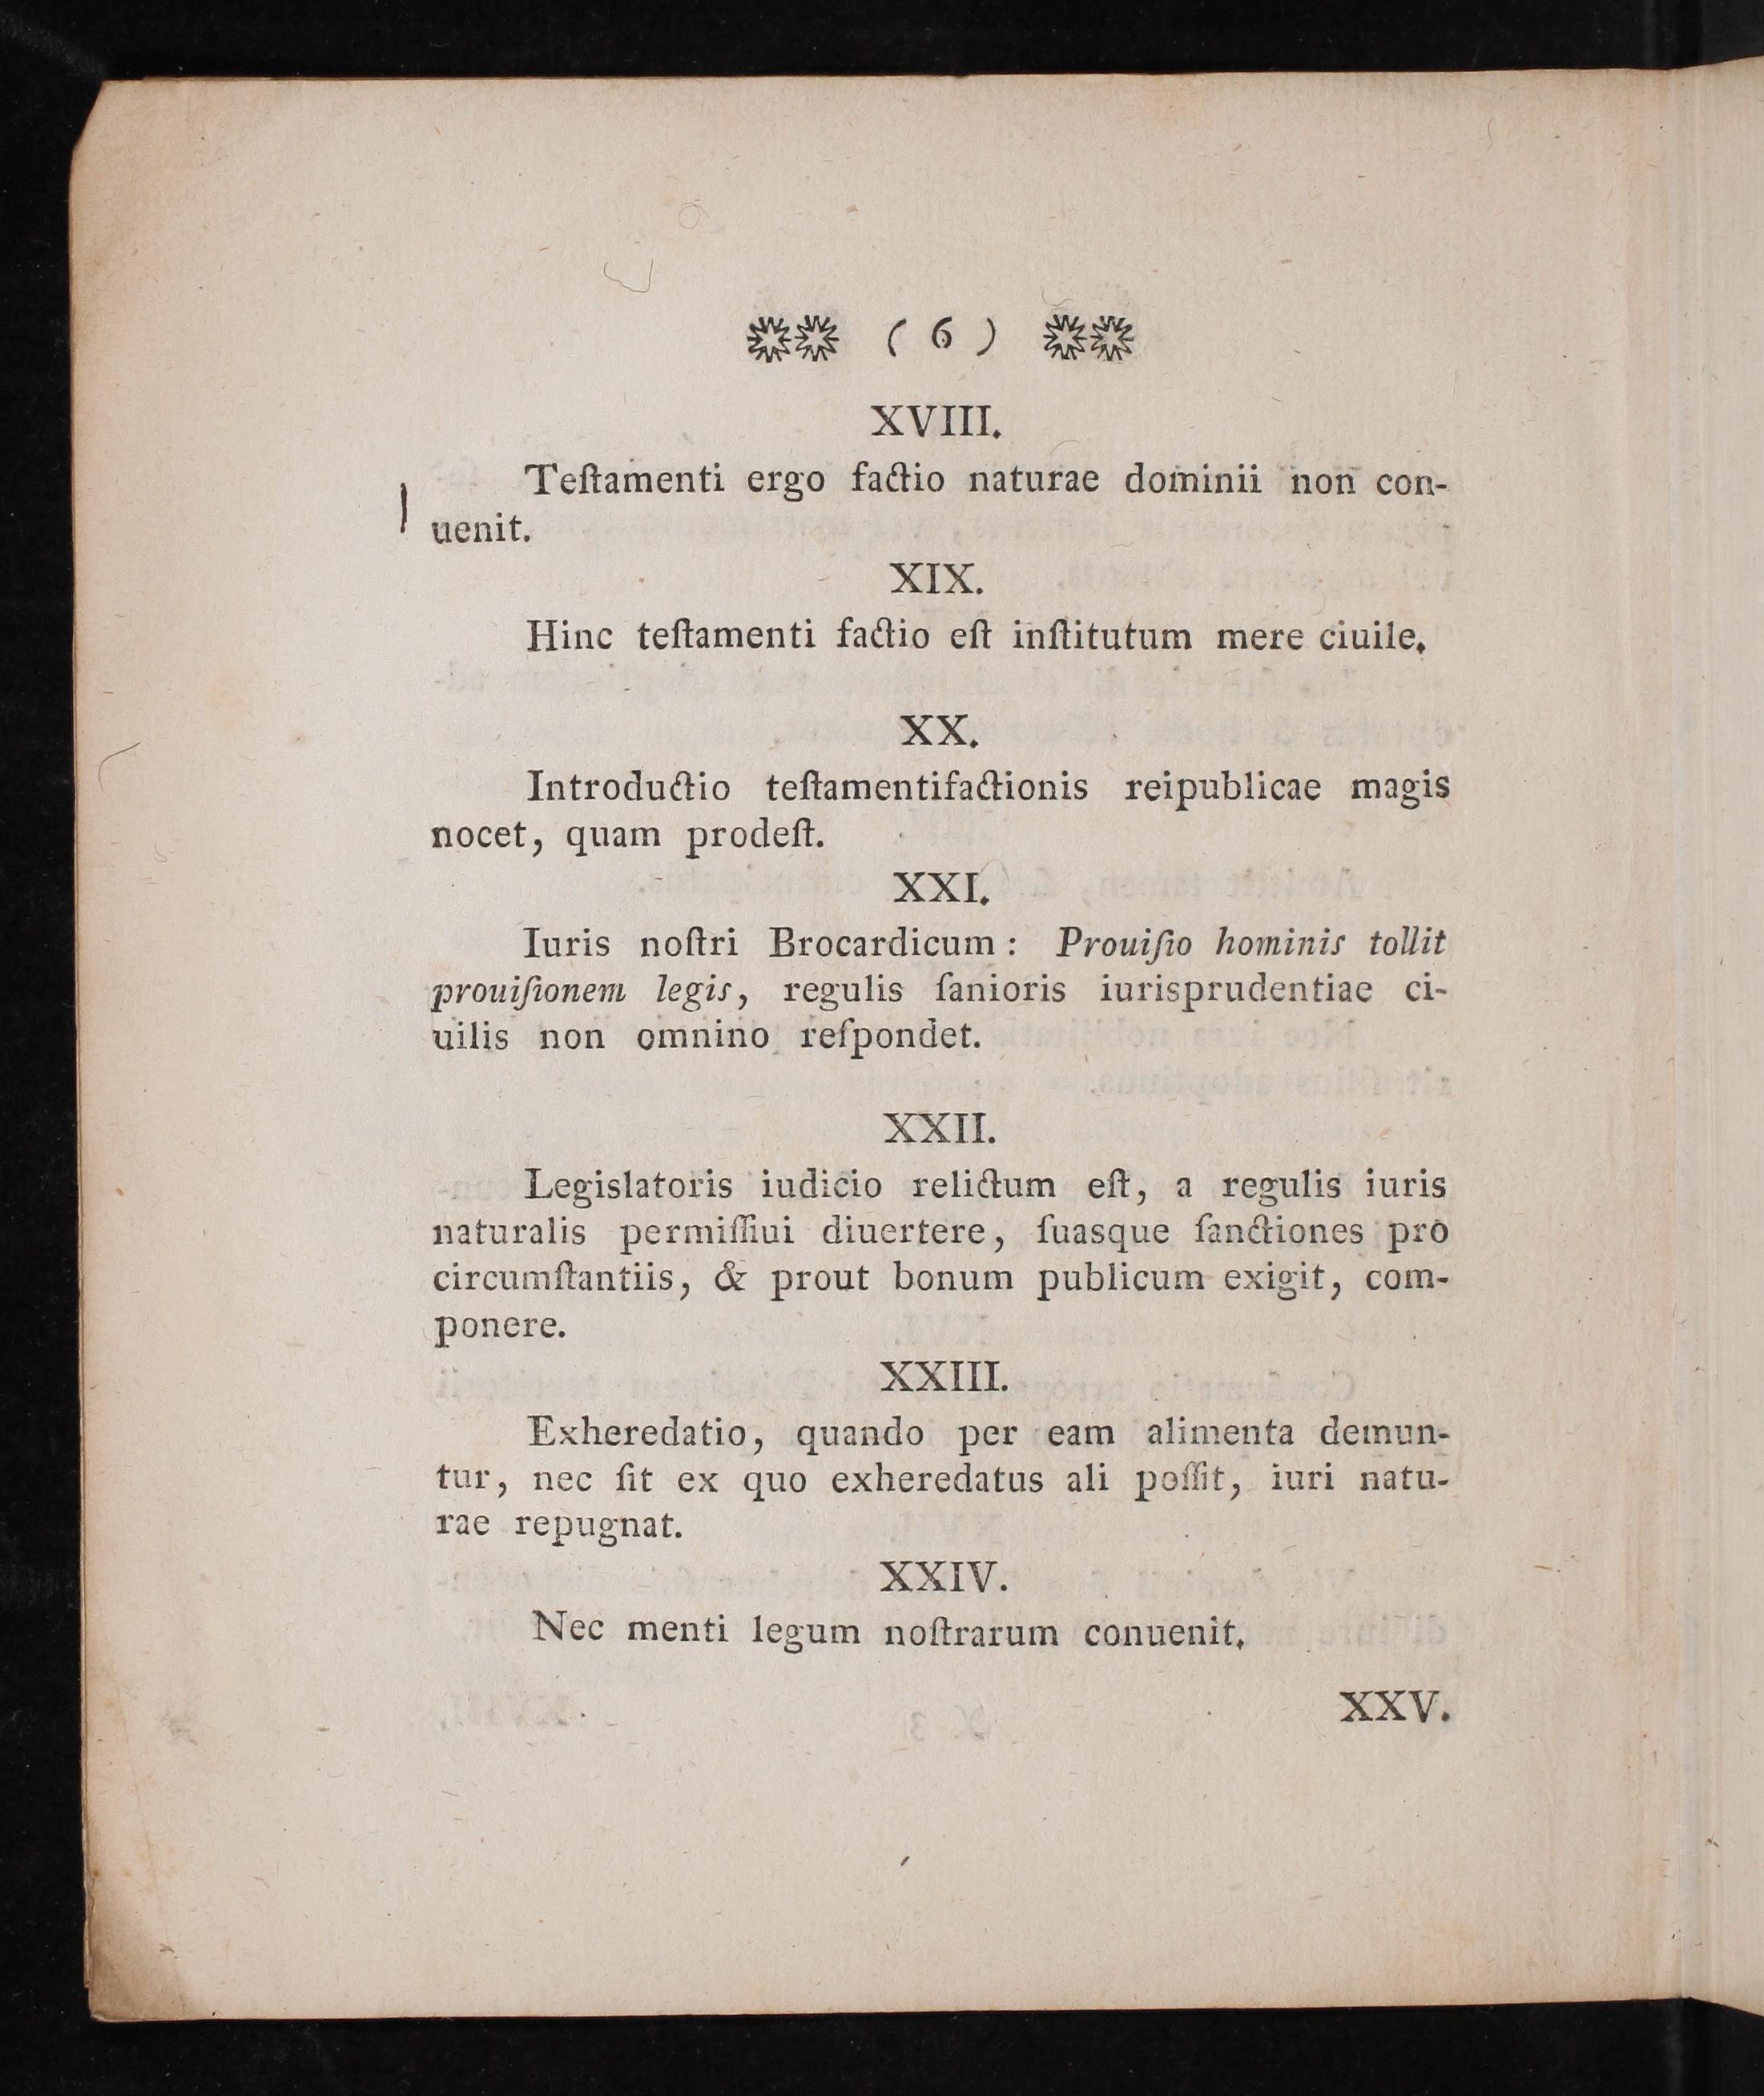 ( 6 )
XVIII.
Teſtamenti ergo factio naturae dominii non con-
uenit.
XIX.
Hinc teſtamenti factio eſt inſtitutum mere ciuile.
XX.
Introductio teſtamentifactionis reipublicae magis
nocet, quam prodeſt.
XXI.
Iuris noſtri Brocardicum: Prouiſio hominis tollit
prouiſionem legis, regulis ſanioris iurisprudentiae ci-
uilis non omnino reſpondet.
XXII.
Legislatoris iudicio relictum eſt, a regulis iuris
naturalis permiſſiui diuertere, ſuasque ſanctiones pro
circumſtantiis, & prout bonum publicum exigit, com-
ponere.
XXIII.
Exheredatio, quando per eam alimenta demun-
tur, nec ſit ex quo exheredatus ali poſſit, iuri natu-
rae repugnat.
XXIV.
Nec menti legum noſtrarum conuenit.
XXV.